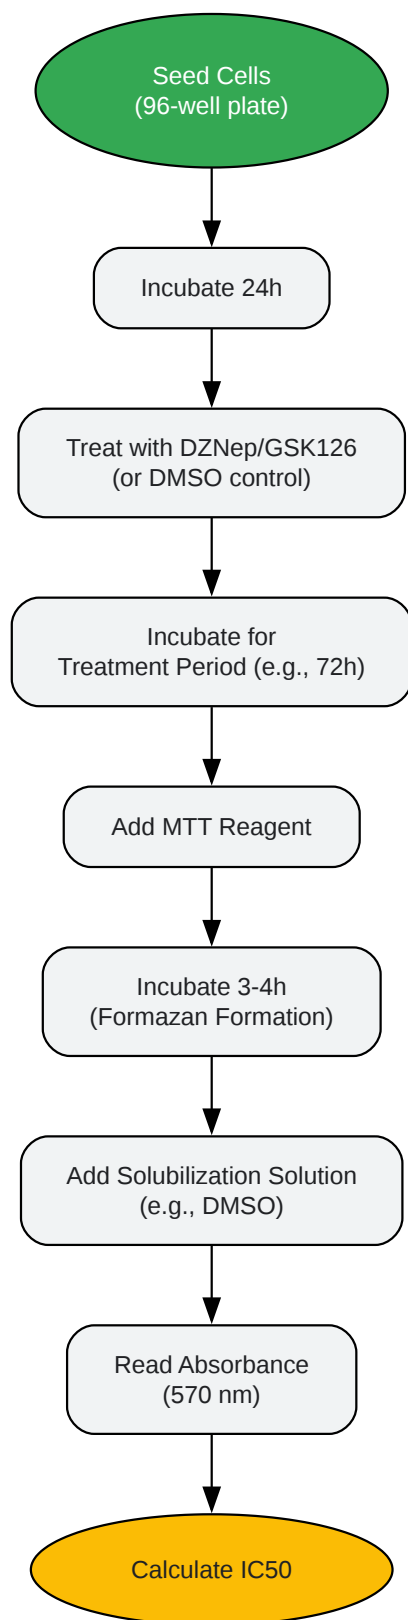 Seed Cells
(96-well plate)
Incubate 24h
Treat with DZNep/GSK126
(or DMSO control)
Incubate for
Treatment Period (e.g., 72h)
Add MTT Reagent
Incubate 3-4h
(Formazan Formation)
Add Solubilization Solution
(e.g., DMSO)
Read Absorbance
(570 nm)
Calculate IC50